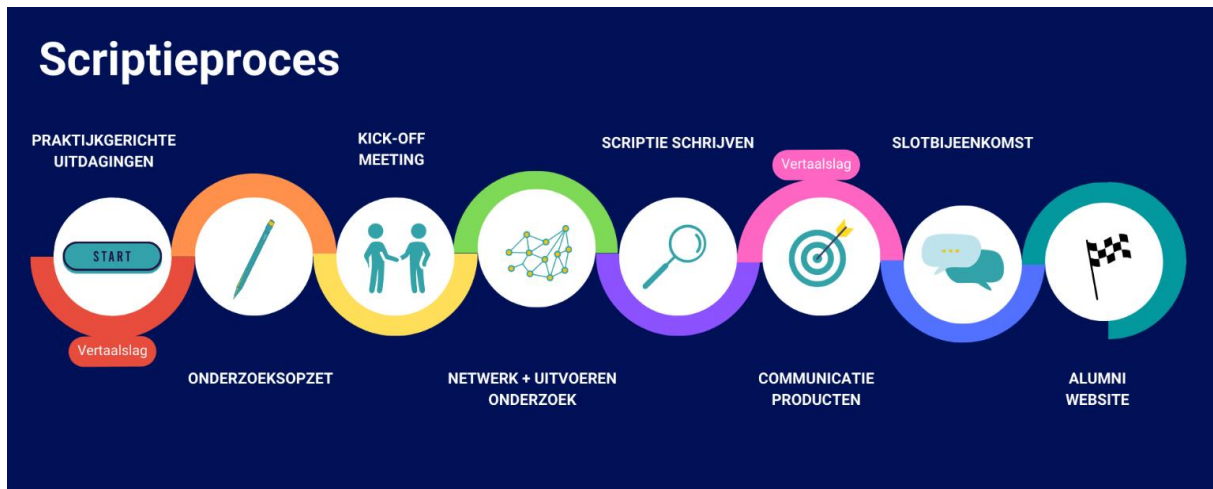 Scriptieproces
PRAKTIJKGERICHTE
UITDAGINGEN
START
Vertaalslag
ONDERZOEKSOPZET
KICK-OFF
MEETING
NETWERK + UITVOEREN
ONDERZOEK
SCRIPTIE SCHRIJVEN
Vertaalslag
COMMUNICATIE
PRODUCTEN
SLOTBIJEENKOMST
ALUMNI
WEBSITE